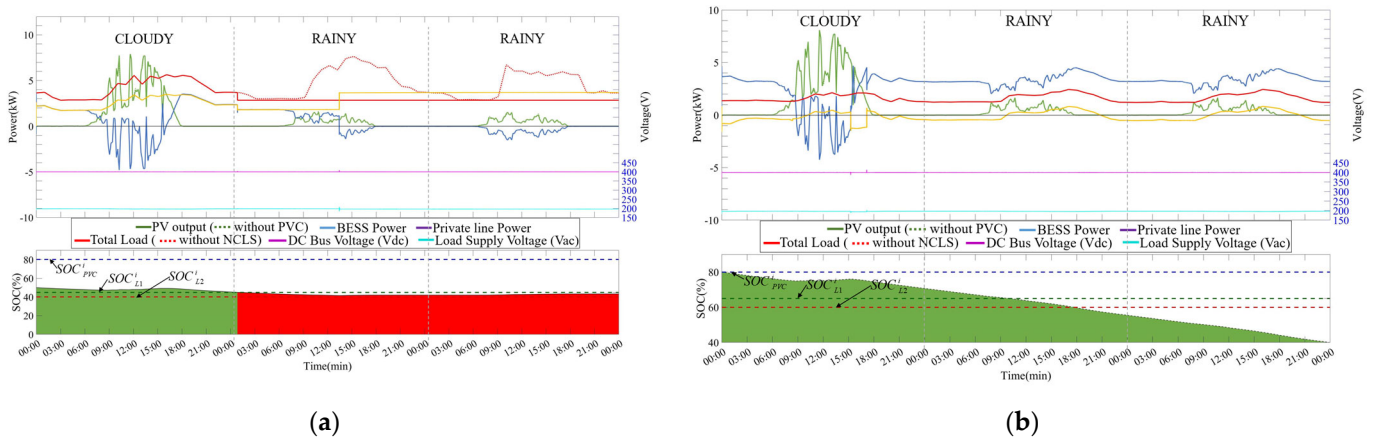 CLOUDY RAINY RAINY
10
5
0
-5
-10
Power(kW)
Voltage(V)
450
400
350
300
250
200
150
PV output ( without PVC) BESS Power Private line Power
Total Load ( without NCLS) DC Bus Voltage (Vdc) Load Supply Voltage (Vac)
80
60
40
20
0
SOC(%)
SOC^i_PVC SOC^i_L1 SOC^i_L2
00:00 03:00 06:00 09:00 12:00 15:00 18:00 21:00 00:00 03:00 06:00 09:00 12:00 15:00 18:00 21:00 00:00 03:00 06:00 09:00 12:00 15:00 18:00 21:00 00:00
Time(min)
(a)
CLOUDY RAINY RAINY
10
5
0
-5
-10
Power(kW)
Voltage(V)
450
400
350
300
250
200
150
PV output ( without PVC) BESS Power Private line Power
Total Load ( without NCLS) DC Bus Voltage (Vdc) Load Supply Voltage (Vac)
80
60
40
SOC(%)
SOC^i_PVC SOC^i_L1 SOC^i_L2
00:00 03:00 06:00 09:00 12:00 15:00 18:00 21:00 00:00 03:00 06:00 09:00 12:00 15:00 18:00 21:00 00:00 03:00 06:00 09:00 12:00 15:00 18:00 21:00 00:00
Time(min)
(b)